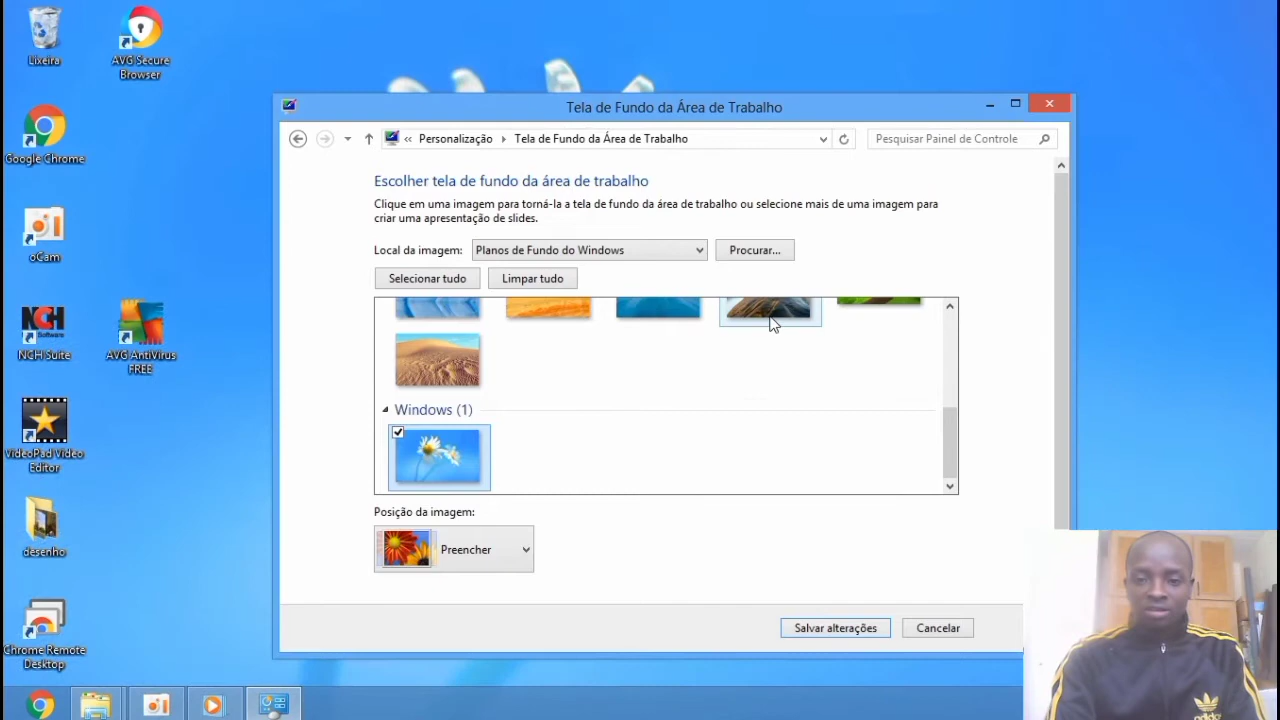 Lixeira
AVG Secure
Browser
Google Chrome
oCam
NCH Software
NCH Suite
AVG AntiVirus
FREE
VideoPad Video
Editor
desenho
Chrome Remote
Desktop
Tela de Fundo da Área de Trabalho
« Personalização
Tela de Fundo da Área de Trabalho
Pesquisar Painel de Controle
Escolher tela de fundo da área de trabalho
Clique em uma imagem para torná-la a tela de fundo da área de trabalho ou selecione mais de uma imagem para
criar uma apresentação de slides.
Local da imagem:
Planos de Fundo do Windows
Procurar...
Selecionar tudo
Limpar tudo
Windows (1)
Posição da imagem:
Preencher
Salvar alterações
Cancelar
adidas